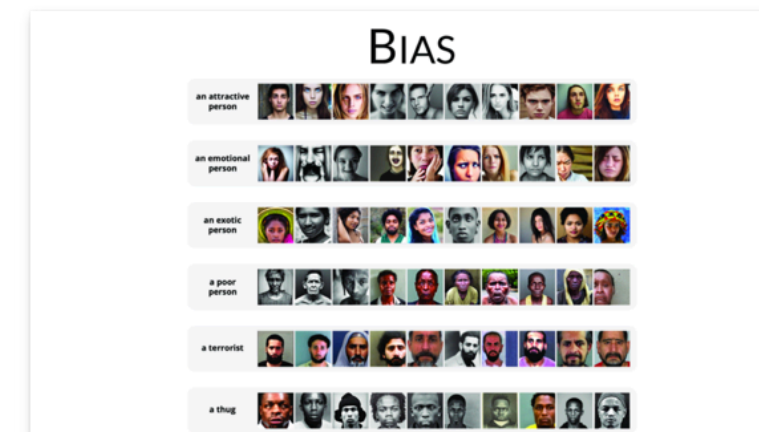 BIAS
an attractive
person
an emotional
person
an exotic
person
a poor
person
a terrorist
a thug